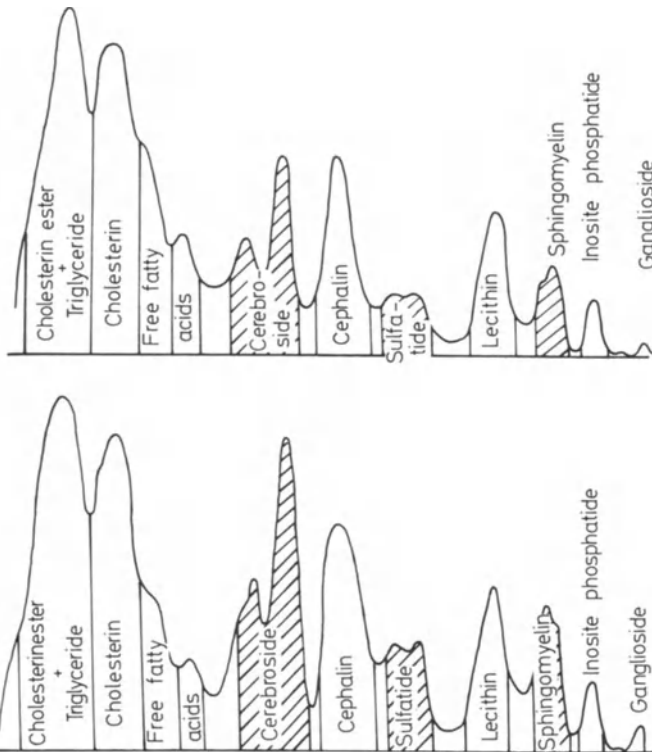 Cholesterin ester
+
Triglyceride
Cholesterin
Free fatty
acids
Cerebro-
side
Cephalin
Sulfa-
tide
Lecithin
Sphingomyelin
Inosite phosphatide
Ganglioside
Cholesterinester
+
Triglyceride
Cholesterin
Free fatty
acids
Cerebroside
Cephalin
Sulfatide
Lecithin
Sphingomyelin
Inosite phosphatide
Ganglioside